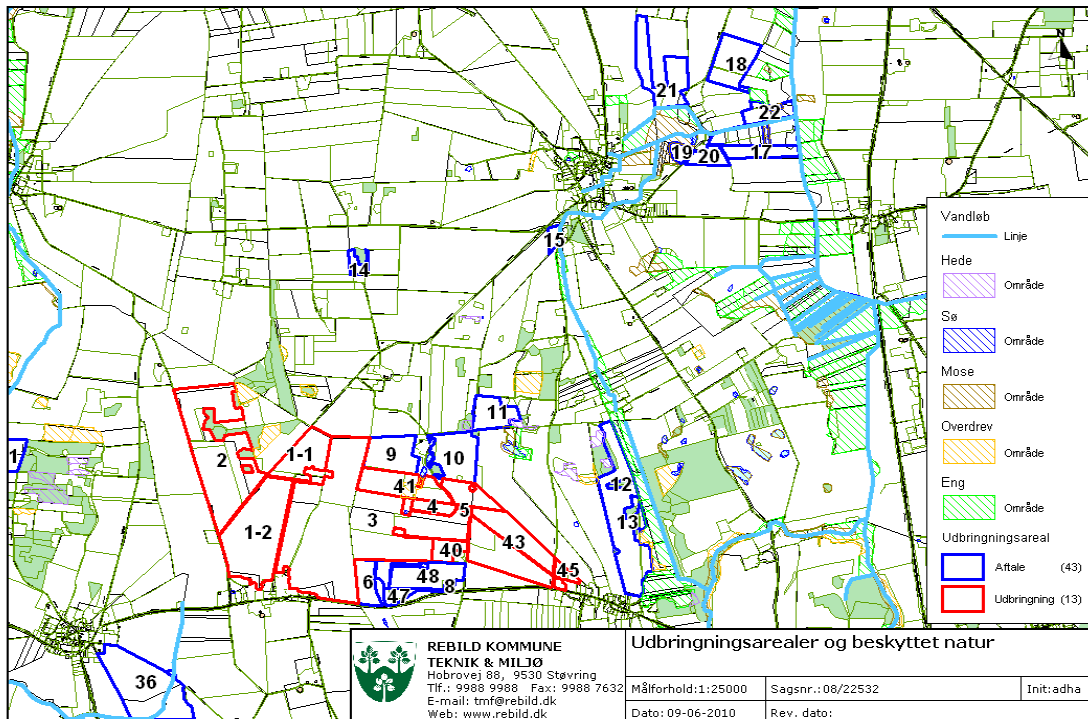 N
18
21
22
19
20
17
15
14
11
1
2
1-1
9
10
41
12
4
5
3
13
1-2
43
40
45
6
48
8
47
36
Vandløb
Linje
Hede
Område
Sø
Område
Mose
Område
Overdrev
Område
Eng
Område
Udbringningsareal
Aftale (43)
Udbringning (13)
REBILD KOMMUNE
TEKNIK & MILJØ
Hobrovej 88, 9530 Støvring
Tlf.: 9988 9988 Fax: 9988 7632
E-mail: tmf@rebild.dk
Web: www.rebild.dk
Udbringningsarealer og beskyttet natur
Målforhold:1:25000 Sagsnr.:08/22532 Init:adha
Dato: 09-06-2010 Rev. dato: